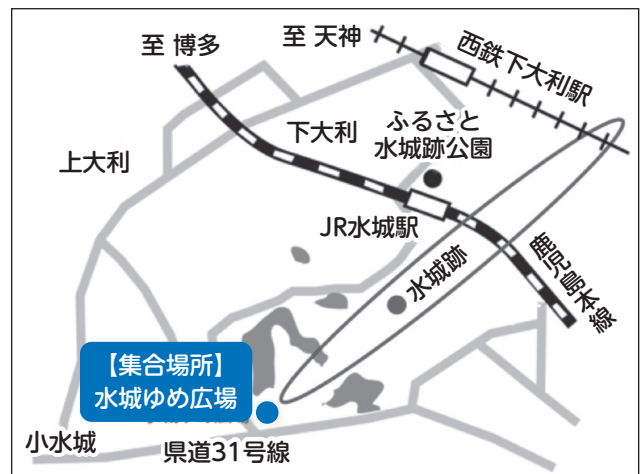 至 博多
至 天神
西鉄下大利駅
下大利
ふるさと
水城跡公園
上大利
JR水城駅
鹿児島本線
水城跡
【集合場所】
水城ゆめ広場
小水城
県道31号線